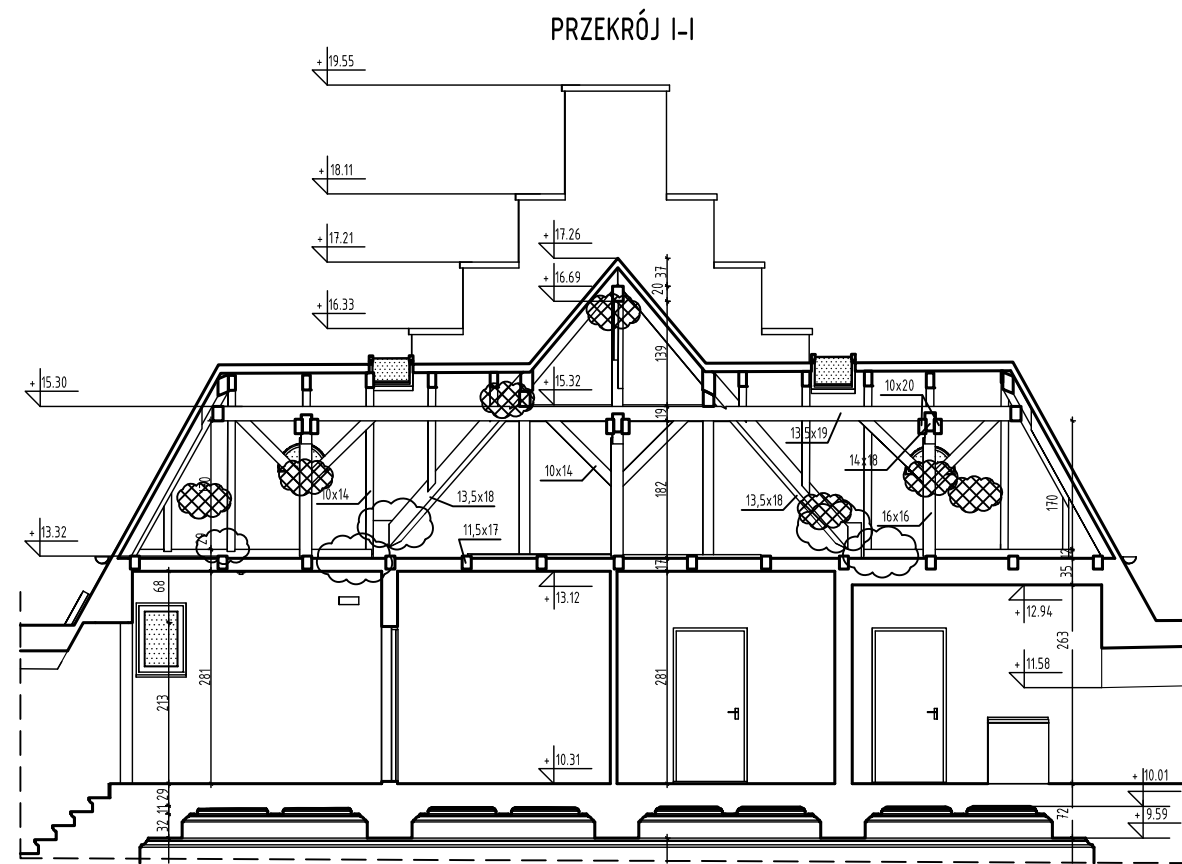 PRZEKRÓJ I-I
+ 19.55
+ 18.11
+ 17.21
+ 17.26
+ 16.69
20 37
+ 16.33
139
+ 15.30
+ 15.32
10x20
19
13,5x19
10x14
14x18
10x14
13,5x18
182
13,5x18
16x16
170
11,5x17
+ 13.32
17
35
68
+ 13.12
+ 12.94
263
+ 11.58
213
281
281
+ 10.31
+ 10.01
32 11 29
72
+ 9.59